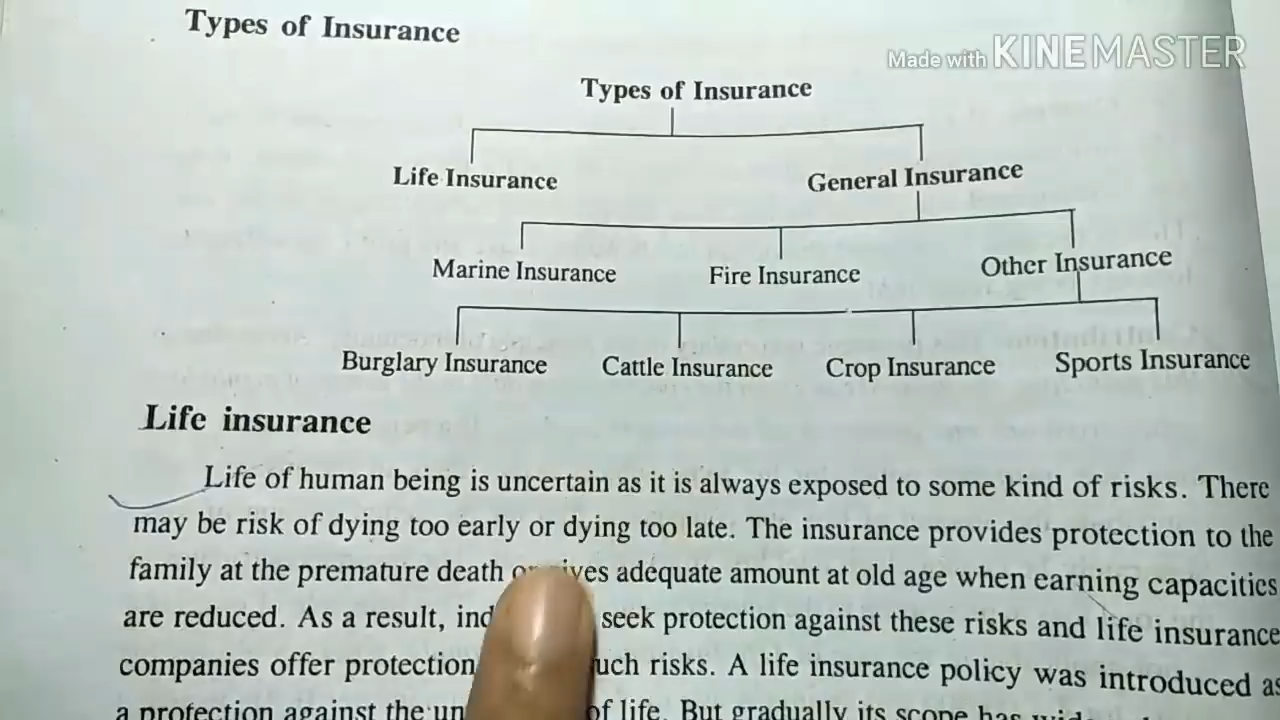 Types of Insurance
Made with KINEMASTER
Types of Insurance
Life Insurance General Insurance
Marine Insurance Fire Insurance Other Insurance
Burglary Insurance Cattle Insurance Crop Insurance Sports Insurance
Life insurance
Life of human being is uncertain as it is always exposed to some kind of risks. There
may be risk of dying too early or dying too late. The insurance provides protection to the
family at the premature death adequate amount at old age when earning capacities
are reduced. As a result, seek protection against these risks and life insurance
companies offer protection risks. A life insurance policy was introduced as
a protection against the of life. But gradually its scope has